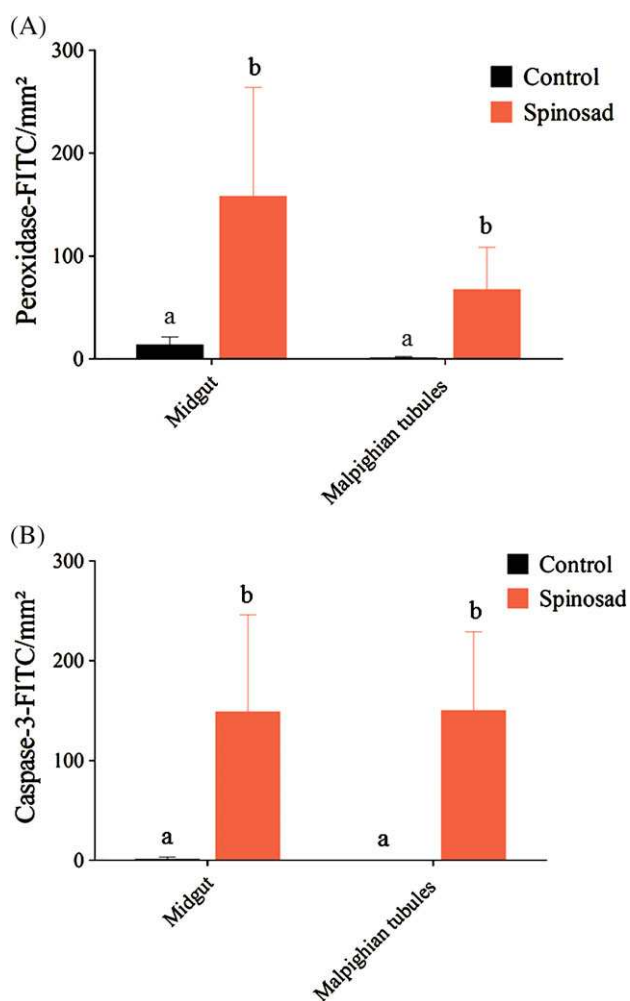 (A)
300
b
Control
Spinosad
200
b
100
a
a
0
Peroxidase-FITC/mm²
Midgut
Malpighian tubules
(B)
300
Control
b
b
Spinosad
200
100
a
a
0
Caspase-3-FITC/mm²
Midgut
Malpighian tubules